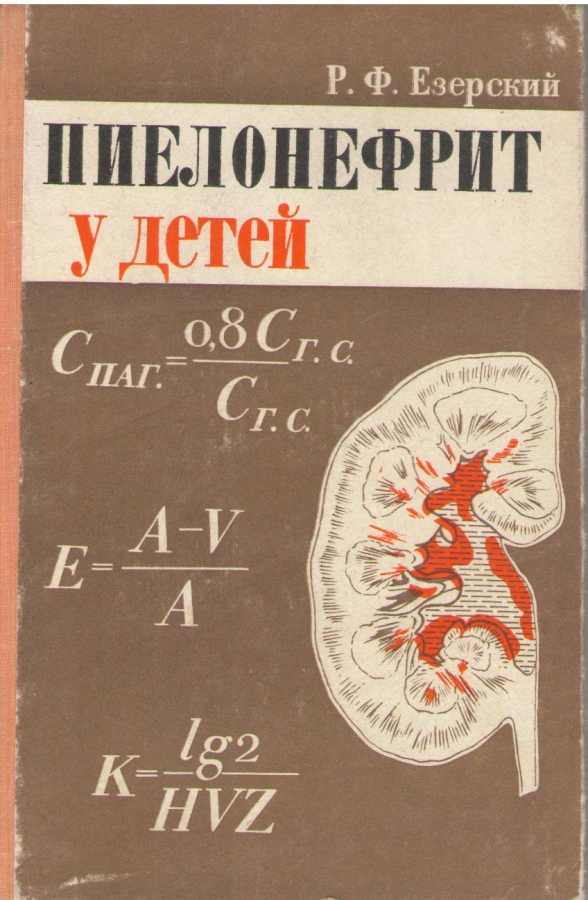 Р. Ф. Езерский
ПИЕЛОНЕФРИТ
у детей
Cпаг. = 0,8 Cг. с. / Cг. с.
E = A–V / A
K = lg2 / HVZ